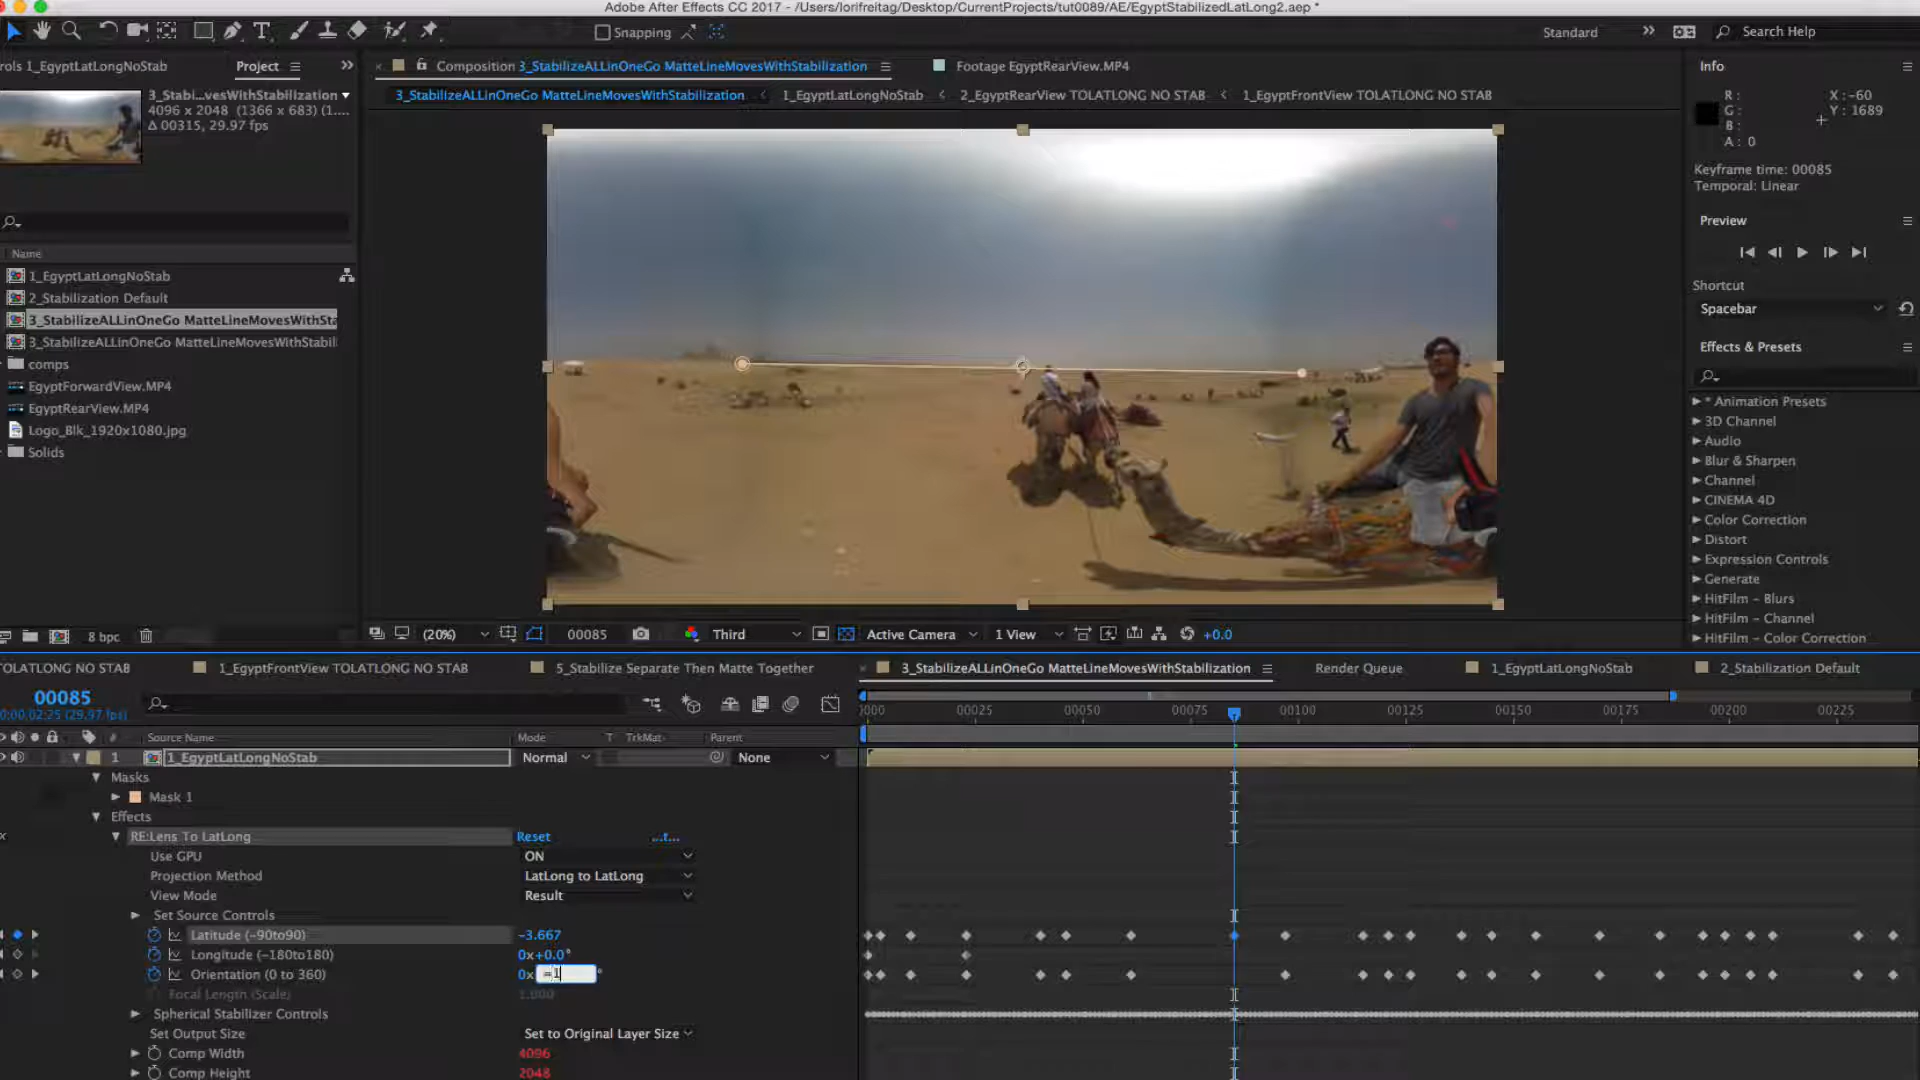 Adobe After Effects CC 2017 - /Users/lorifreitag/Desktop/CurrentProjects/tut0089/AE/EgyptStabilizedLatLong2.aep *
Snapping
Standard
Search Help
rols 1_EgyptLatLongNoStab
Project
Composition 3_StabilizeALLinOneGo MatteLineMovesWithStabilization
Footage EgyptRearView.MP4
Info
3_StabilizeALLinOneGo MatteLineMovesWithStabilization
1_EgyptLatLongNoStab
2_EgyptRearView TOLATLONG NO STAB
1_EgyptFrontView TOLATLONG NO STAB
3_Stabi...vesWithStabilization
4096 x 2048 (1366 x 683) (1....
Δ 00315, 29.97 fps
R :
G :
B :
A : 0
X : -60
Y : 1689
Keyframe time: 00085
Temporal: Linear
Preview
Shortcut
Spacebar
Effects & Presets
Name
1_EgyptLatLongNoStab
2_Stabilization Default
3_StabilizeALLinOneGo MatteLineMovesWithSta
3_StabilizeALLinOneGo MatteLineMovesWithStabil
comps
EgyptForwardView.MP4
EgyptRearView.MP4
Logo_Blk_1920x1080.jpg
Solids
* Animation Presets
3D Channel
Audio
Blur & Sharpen
Channel
CINEMA 4D
Color Correction
Distort
Expression Controls
Generate
HitFilm - Blurs
HitFilm - Channel
HitFilm - Color Correction
8 bpc
(20%)
00085
Third
Active Camera
1 View
+0.0
TOLATLONG NO STAB
1_EgyptFrontView TOLATLONG NO STAB
5_Stabilize Separate Then Matte Together
3_StabilizeALLinOneGo MatteLineMovesWithStabilization
Render Queue
1_EgyptLatLongNoStab
2_Stabilization Default
00085
0:00:02:25 (29.97 fps)
0000
00025
00050
00075
00100
00125
00150
00175
00200
00225
#
Source Name
Mode
T
TrkMat
Parent
1
1_EgyptLatLongNoStab
Normal
None
Masks
Mask 1
Effects
RE:Lens To LatLong
Reset
...t...
Use GPU
ON
Projection Method
LatLong to LatLong
View Mode
Result
Set Source Controls
Latitude (-90to90)
-3.667
Longitude (-180to180)
0x+0.0°
Orientation (0 to 360)
0x
=1
°
Focal Length (Scale)
1.000
Spherical Stabilizer Controls
Set Output Size
Set to Original Layer Size
Comp Width
4096
Comp Height
2048